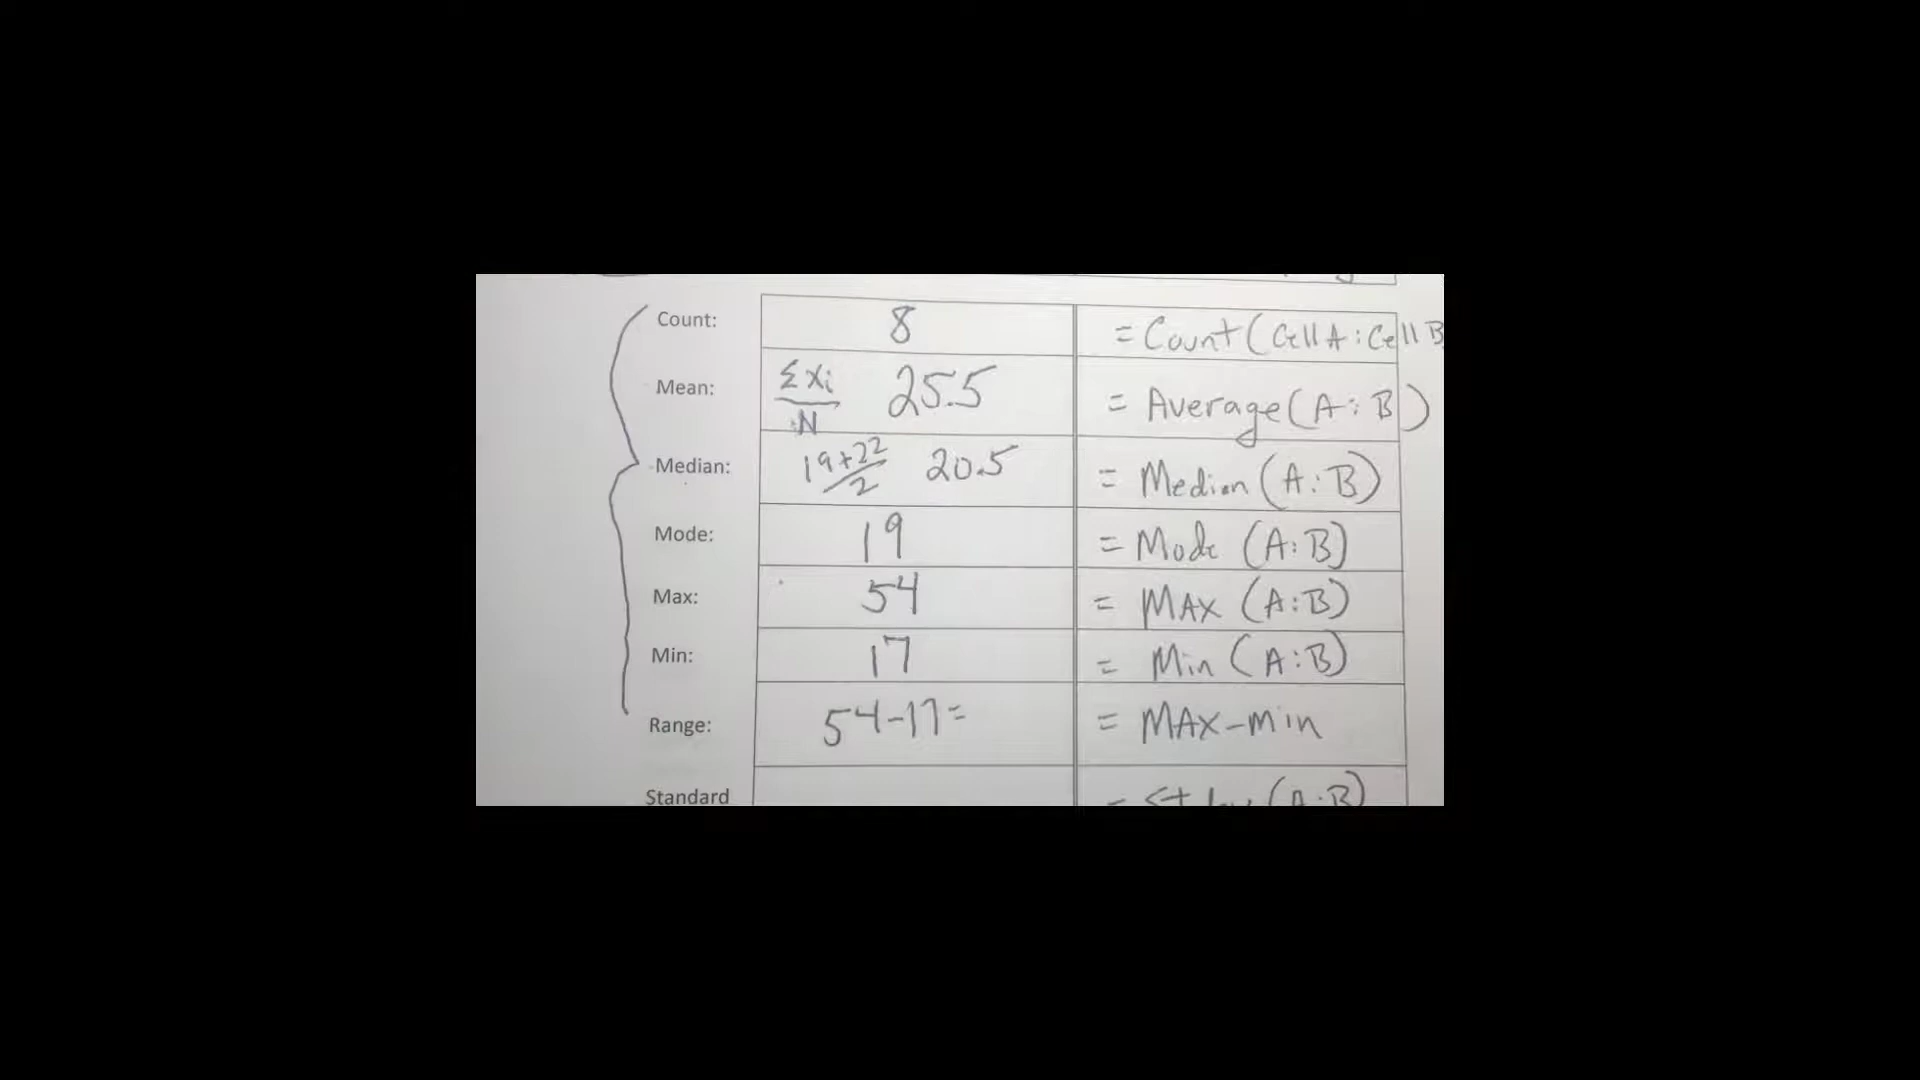 Count: 8 = Count (Cell A : Cell B
Mean: Σxi / N 25.5 = Average (A : B)
Median: 19+22 / 2 20.5 = Median (A : B)
Mode: 19 = Mode (A : B)
Max: 54 = MAX (A : B)
Min: 17 = Min (A : B)
Range: 54-17= = MAX-Min
Standard (A : B)